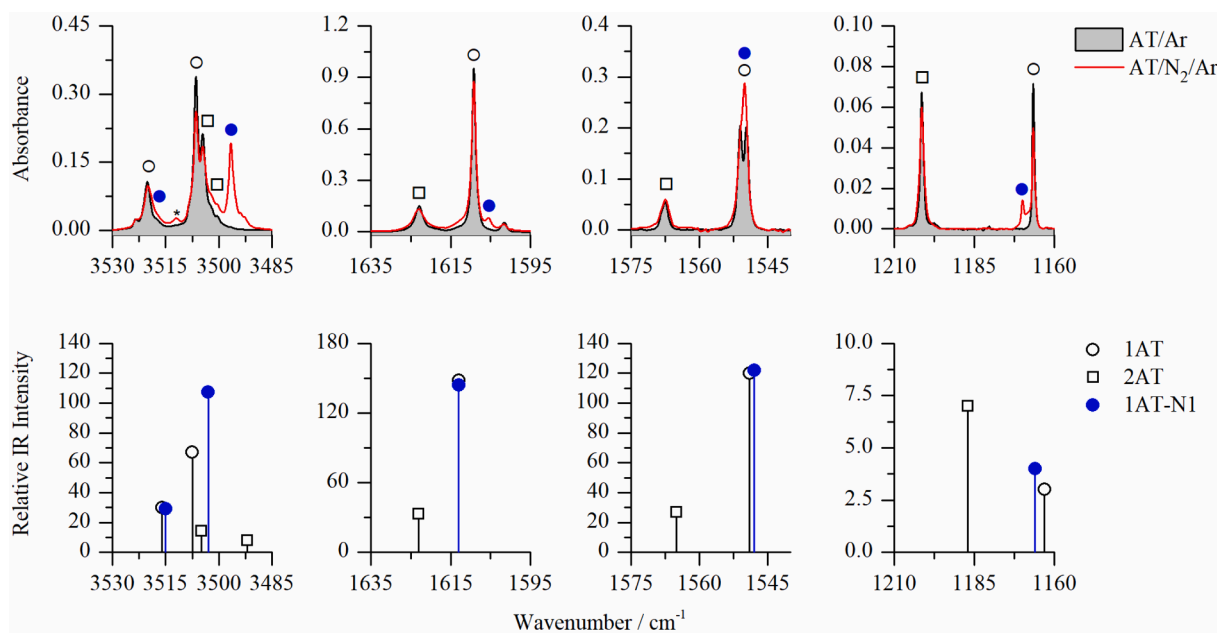 0.45 1.2 0.4 0.10
AT/Ar
AT/N2/Ar
0.30 0.9 0.3 0.08
0.6 0.2 0.06
0.15 0.3 0.1 0.04
0.02
0.00 0.0 0.0 0.00
*
Absorbance
3530 3515 3500 3485 1635 1615 1595 1575 1560 1545 1210 1185 1160
140 180 140 10.0
120 120
100 120 100 7.5
80 80
60 60 5.0
40 60 40 2.5
20 20
0 0 0 0.0
1AT
2AT
1AT-N1
Relative IR Intensity
3530 3515 3500 3485 1635 1615 1595 1575 1560 1545 1210 1185 1160
Wavenumber / cm-1